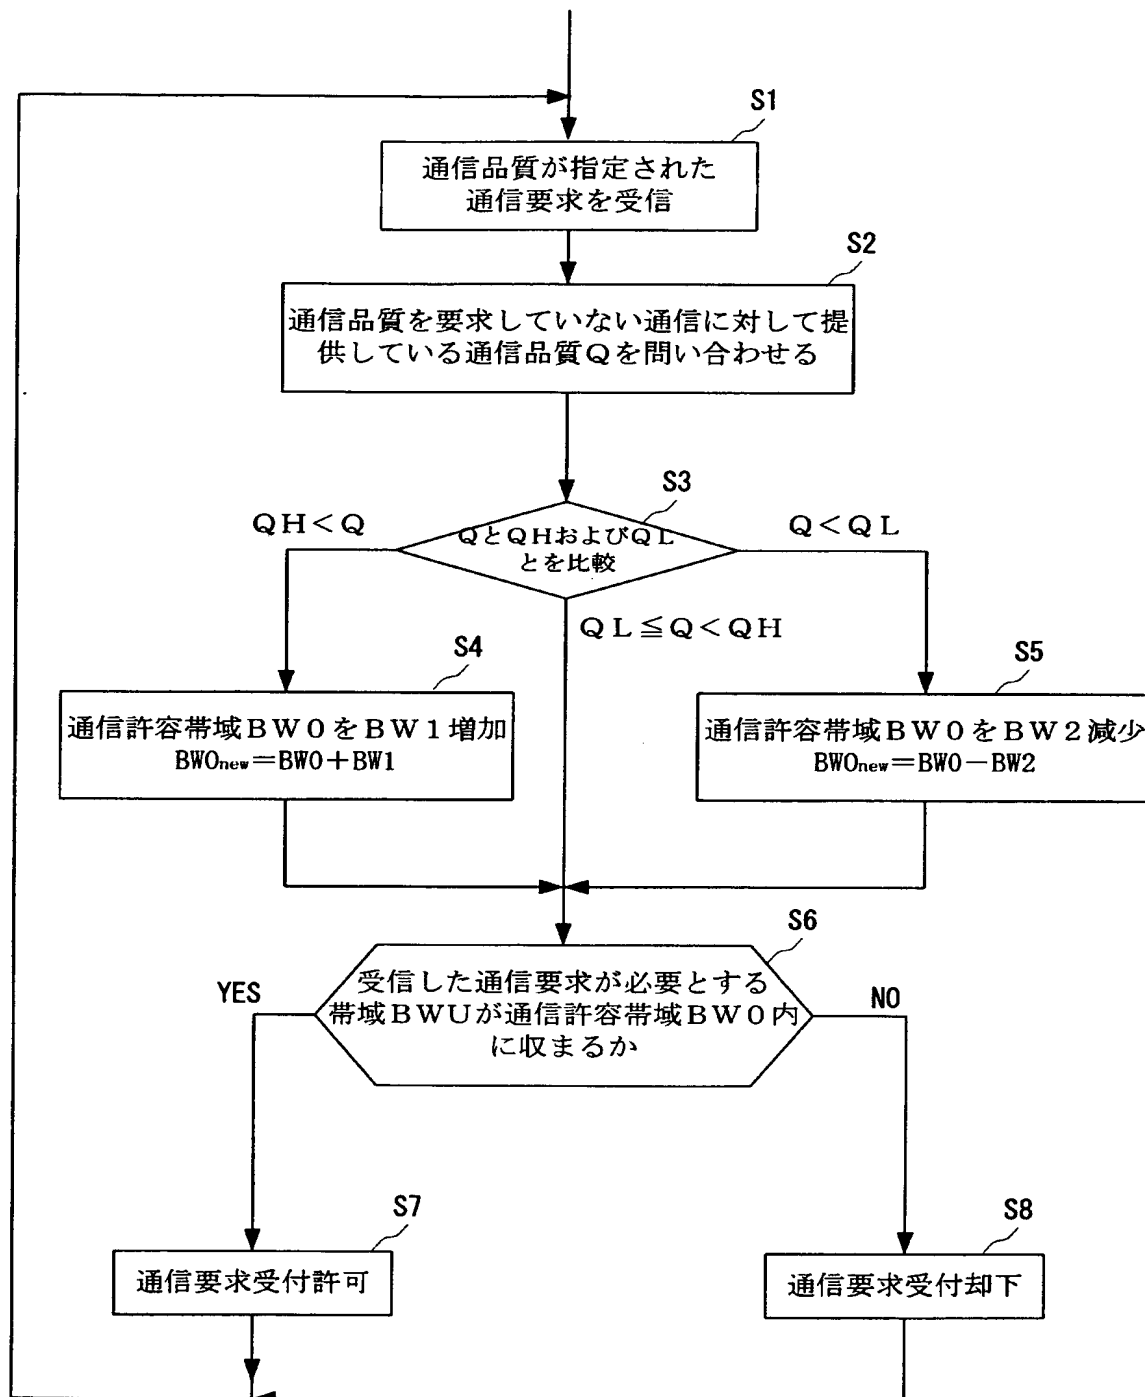 S1
通信品質が指定された
通信要求を受信
S2
通信品質を要求していない通信に対して提
供している通信品質Qを問い合わせる
S3
QH<Q
QとQHおよびQL
とを比較
Q<QL
QL≦Q<QH
S4
通信許容帯域BW0をBW1増加
BW0new=BW0+BW1
S5
通信許容帯域BW0をBW2減少
BW0new=BW0-BW2
S6
受信した通信要求が必要とする
帯域BWUが通信許容帯域BW0内
に収まるか
YES
NO
S7
通信要求受付許可
S8
通信要求受付却下